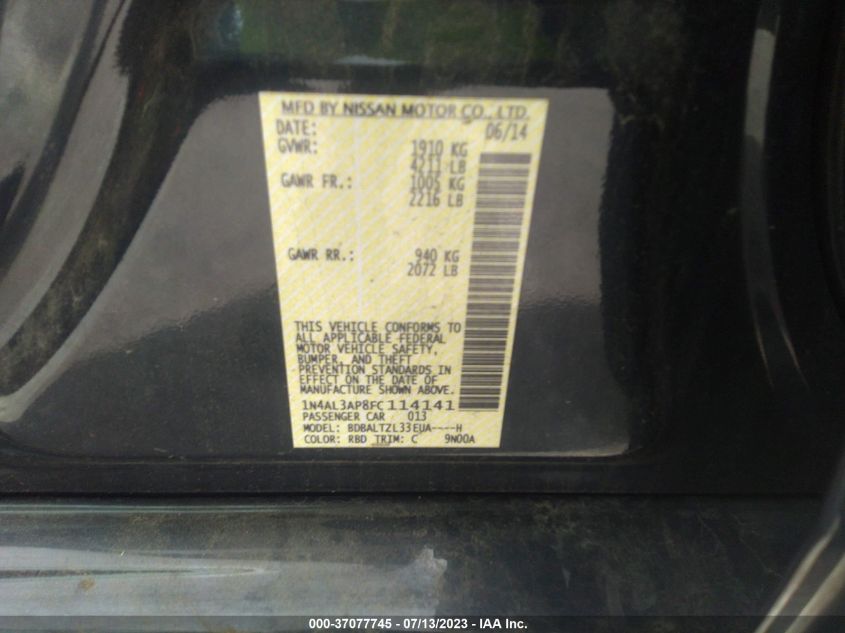 MFD BY NISSAN MOTOR CO., LTD.
DATE: 06/14
GVWR: 1910 KG
4211 LB
GAWR FR.: 1005 KG
2216 LB
GAWR RR.: 940 KG
2072 LB
THIS VEHICLE CONFORMS TO
ALL APPLICABLE FEDERAL
MOTOR VEHICLE SAFETY,
BUMPER, AND THEFT
PREVENTION STANDARDS IN
EFFECT ON THE DATE OF
MANUFACTURE SHOWN ABOVE.
1N4AL3AP8FC114141
PASSENGER CAR 013
MODEL: BDBALTZL33EUA----H
COLOR: RBD TRIM: C 9N00A
000-37077745 - 07/13/2023 - IAA Inc.